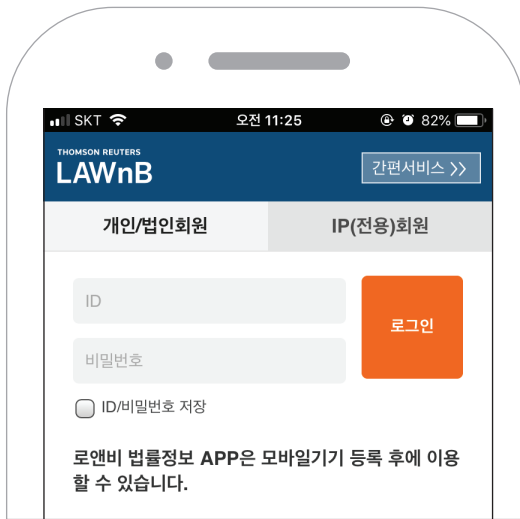 SKT 오전 11:25 82%
THOMSON REUTERS
LAWnB 간편서비스 >>
개인/법인회원 IP(전용)회원
ID
로그인
비밀번호
ID/비밀번호 저장
로앤비 법률정보 APP은 모바일기기 등록 후에 이용
할 수 있습니다.